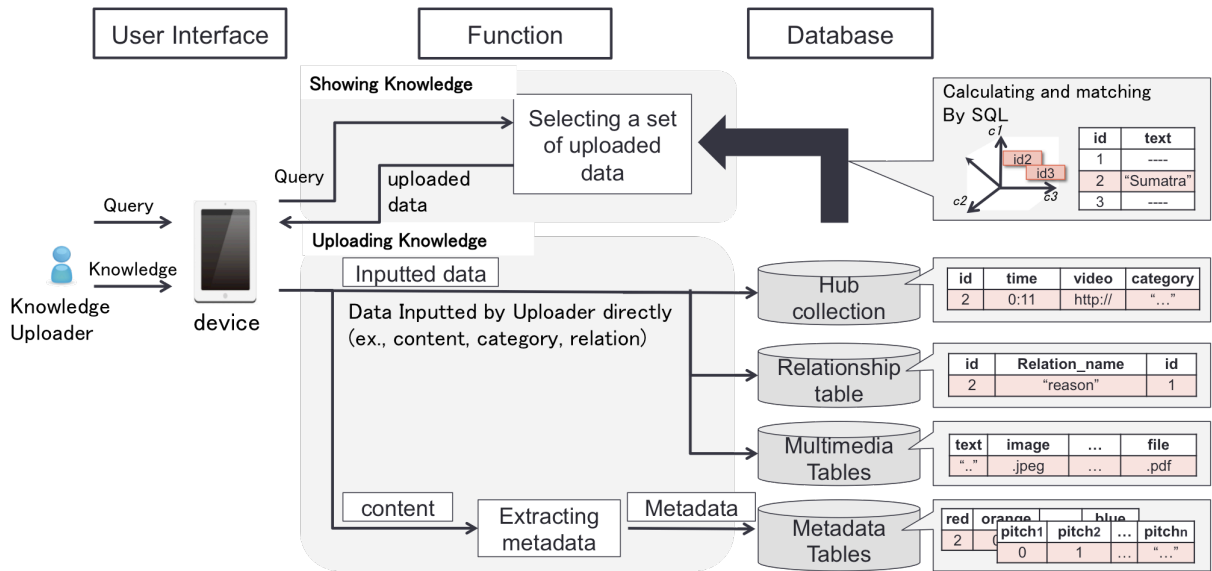 User Interface
Function
Database
Showing Knowledge
Selecting a set
of uploaded
data
Query
uploaded
data
Calculating and matching
By SQL
c1
c2
c3
id2
id3
id text
1 ----
2 “Sumatra”
3 ----
Query
Knowledge
Knowledge
Uploader
device
Uploading Knowledge
Inputted data
Data Inputted by Uploader directly
(ex., content, category, relation)
Hub
collection
id time video category
2 0:11 http:// “…”
Relationship
table
id Relation_name id
2 “reason” 1
Multimedia
Tables
text image … file
“..” .jpeg … .pdf
content
Extracting
metadata
Metadata
Metadata
Tables
red orange blue
2
pitch1 pitch2 … pitchn
0 1 … “…”